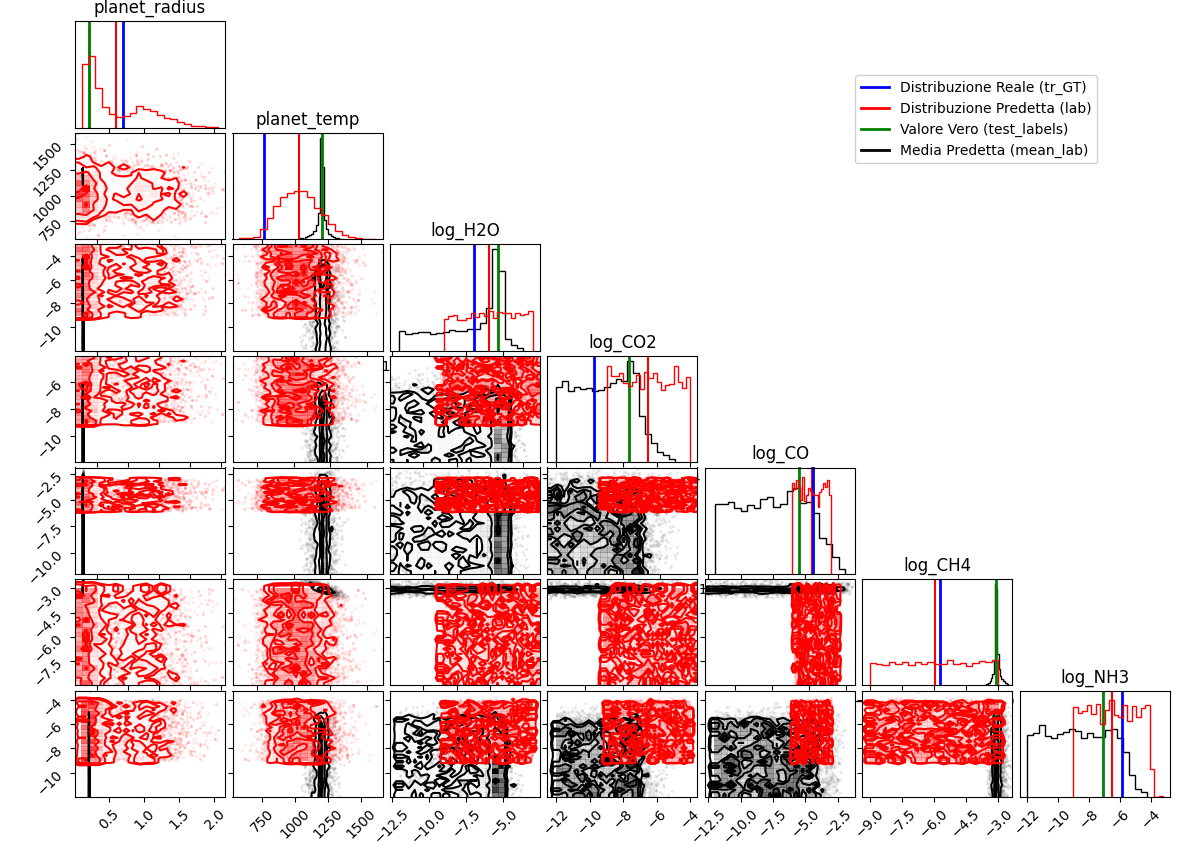 planet_radius
Distribuzione Reale (tr_GT)
Distribuzione Predetta (lab)
Valore Vero (test_labels)
Media Predetta (mean_lab)
planet_temp
1500
1250
1000
750
log_H2O
−4
−6
−8
−10
log_CO2
−6
−8
−10
log_CO
−2.5
−5.0
−7.5
−10.0
log_CH4
−3.0
−4.5
−6.0
−7.5
log_NH3
−4
−6
−8
−10
0.5 1.0 1.5 2.0 750 1000 1250 1500 −12.5 −10.0 −7.5 −5.0 −12 −10 −8 −6 −4 −12.5 −10.0 −7.5 −5.0 −2.5 −9.0 −7.5 −6.0 −4.5 −3.0 −12 −10 −8 −6 −4